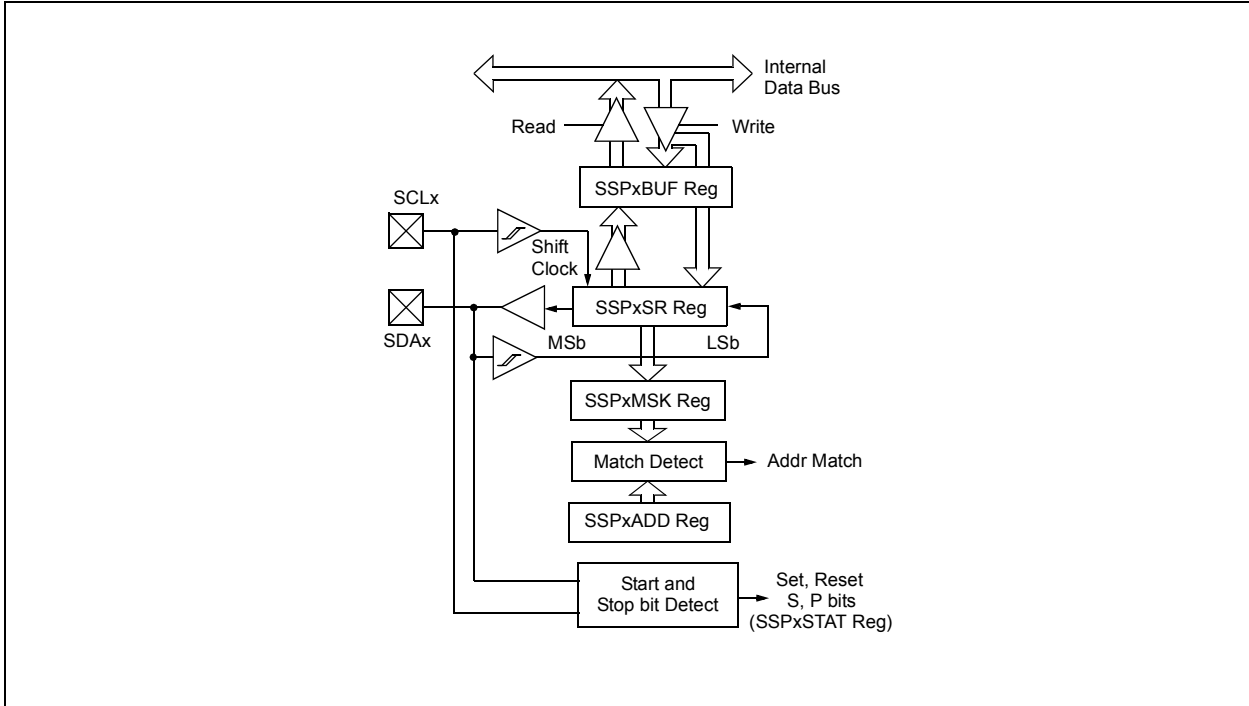 Internal
Data Bus
Read
Write
SSPxBUF Reg
SCLx
Shift
Clock
SSPxSR Reg
SDAx
MSb
LSb
SSPxMSK Reg
Match Detect
Addr Match
SSPxADD Reg
Start and
Stop bit Detect
Set, Reset
S, P bits
(SSPxSTAT Reg)